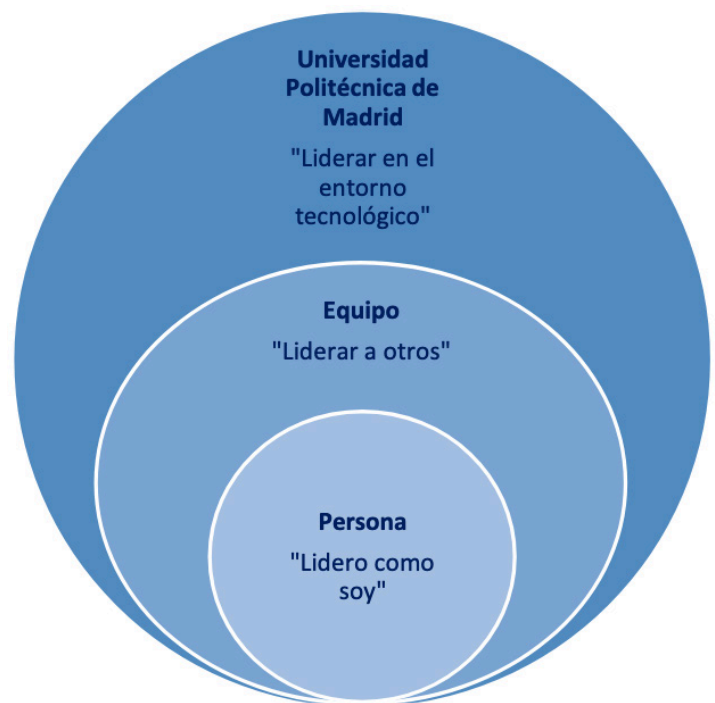 Universidad
Politécnica de
Madrid
"Liderar en el
entorno
tecnológico"
Equipo
"Liderar a otros"
Persona
"Lidero como
soy"